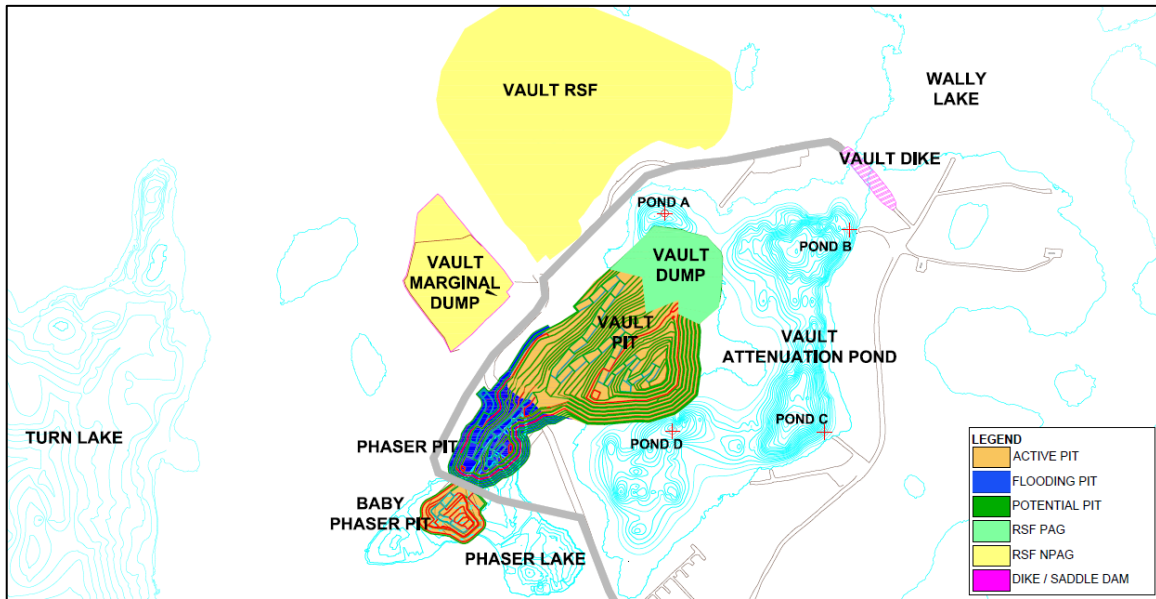 VAULT RSF
WALLY
LAKE
VAULT DIKE
POND A
POND B
VAULT
DUMP
VAULT
MARGINAL
DUMP
VAULT
PIT
VAULT
ATTENUATION POND
TURN LAKE
PHASER PIT
POND D
POND C
BABY
PHASER PIT
PHASER LAKE
LEGEND
ACTIVE PIT
FLOODING PIT
POTENTIAL PIT
RSF PAG
RSF NPAG
DIKE / SADDLE DAM